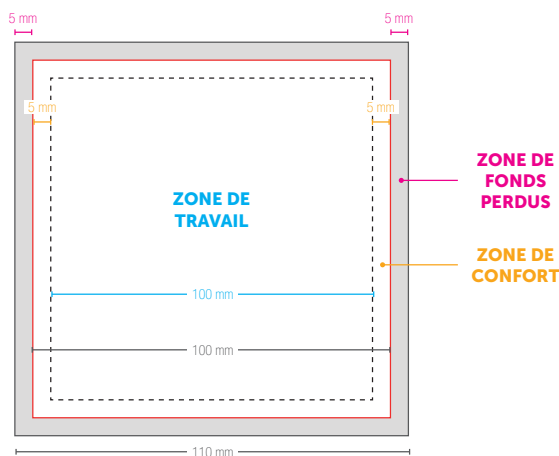 5 mm
5 mm
5 mm
5 mm
ZONE DE
FONDS
PERDUS
ZONE DE
TRAVAIL
ZONE DE
CONFORT
100 mm
100 mm
110 mm